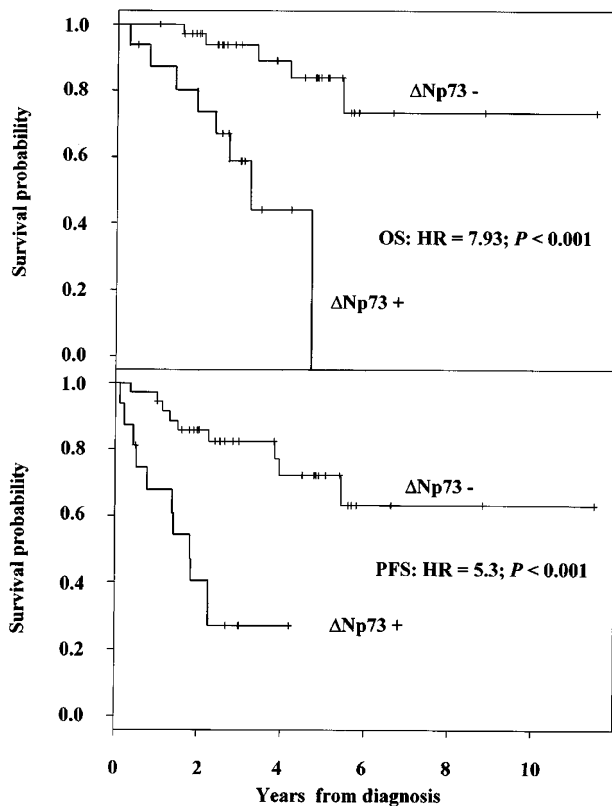 Survival probability
1.0
0.8
0.6
0.4
0.2
0.0
ΔNp73 -
OS: HR = 7.93; P < 0.001
ΔNp73 +
Survival probability
1.0
0.8
0.6
0.4
0.2
0.0
ΔNp73 -
PFS: HR = 5.3; P < 0.001
ΔNp73 +
0 2 4 6 8 10
Years from diagnosis